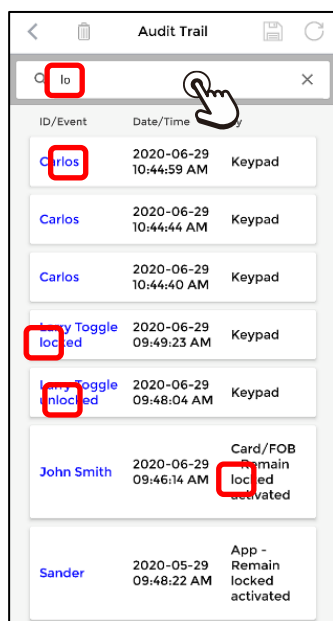 Audit Trail
lo
ID/Event Date/Time
Carlos 2020-06-29 10:44:59 AM Keypad
Carlos 2020-06-29 10:44:44 AM Keypad
Carlos 2020-06-29 10:44:40 AM Keypad
Larry Toggle locked 2020-06-29 09:49:23 AM Keypad
Larry Toggle unlocked 2020-06-29 09:48:04 AM Keypad
John Smith 2020-06-29 09:46:14 AM Card/FOB - Remain locked activated
Sander 2020-05-29 09:48:22 AM App - Remain locked activated